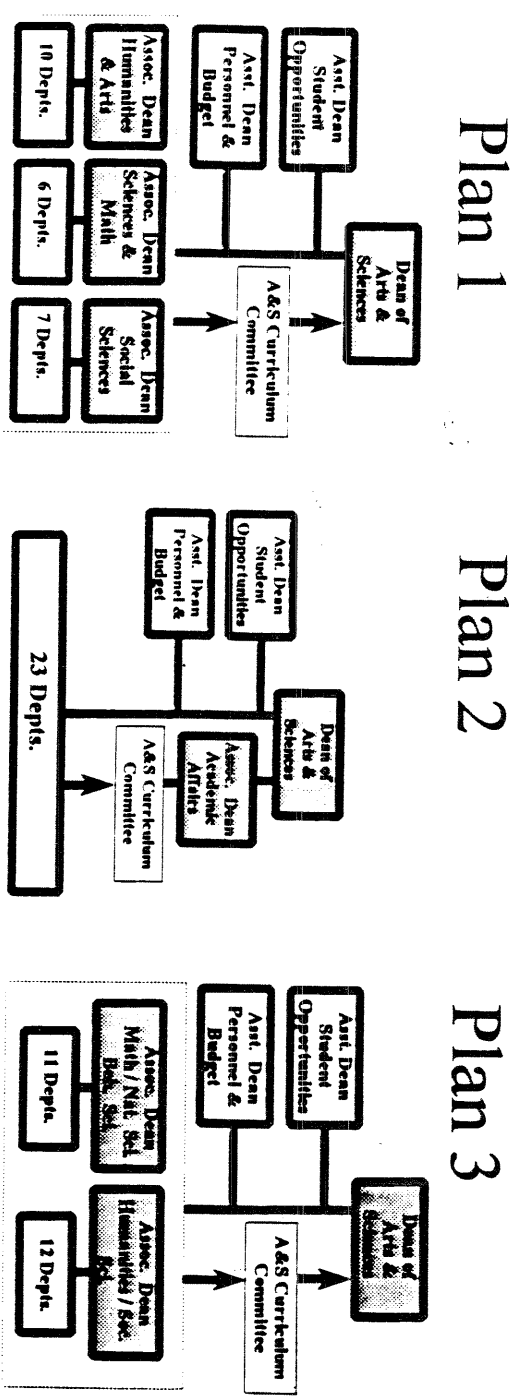 Plan 1
Dean of
Arts &
Sciences
Asst. Dean
Student
Opportunities
Asst. Dean
Personnel &
Budget
A&S Curriculum
Committee
Assoc. Dean
Humanities
& Arts
Assoc. Dean
Sciences &
Math
Assoc. Dean
Social
Sciences
10 Depts.
6 Depts.
7 Depts.
Plan 2
Dean of
Arts &
Sciences
Asst. Dean
Student
Opportunities
Assoc. Dean
Academic
Affairs
Asst. Dean
Personnel &
Budget
A&S Curriculum
Committee
23 Depts.
Plan 3
Dean of
Arts &
Sciences
Asst. Dean
Student
Opportunities
Asst. Dean
Personnel &
Budget
A&S Curriculum
Committee
Assoc. Dean
Math / Nat. Sci.
Beh. Sci.
Assoc. Dean
Humanities / Soc.
Sci.
11 Depts.
12 Depts.